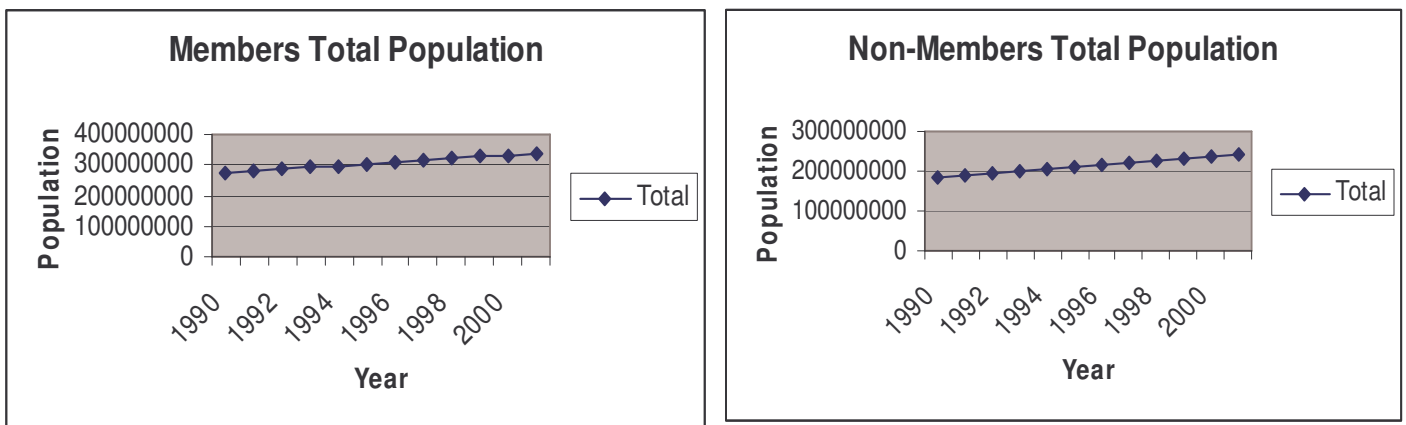 Members Total Population
Population
400000000
300000000
200000000
100000000
0
1990
1992
1994
1996
1998
2000
Year
Total
Non-Members Total Population
Population
300000000
200000000
100000000
0
1990
1992
1994
1996
1998
2000
Year
Total